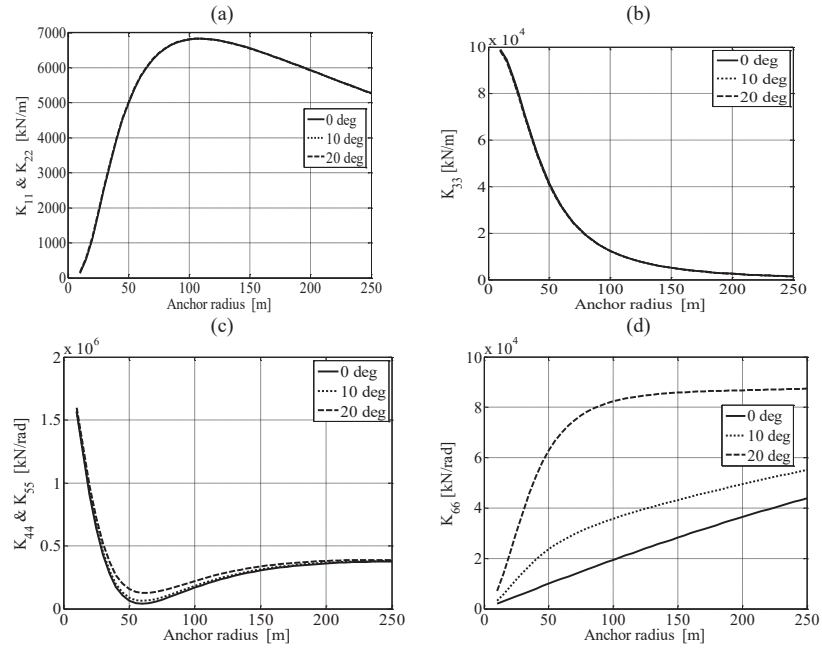 (a)
7000
6000
5000
4000
3000
2000
1000
0
K11 & K22 [kN/m]
0 deg
10 deg
20 deg
0 50 100 150 200 250
Anchor radius [m]
(b)
10 x 10^4
8
6
4
2
0
K33 [kN/m]
0 deg
10 deg
20 deg
0 50 100 150 200 250
Anchor radius [m]
(c)
2 x 10^6
1.5
1
0.5
0
K44 & K55 [kN/rad]
0 deg
10 deg
20 deg
0 50 100 150 200 250
Anchor radius [m]
(d)
10 x 10^4
8
6
4
2
0
K66 [kN/rad]
0 deg
10 deg
20 deg
0 50 100 150 200 250
Anchor radius [m]